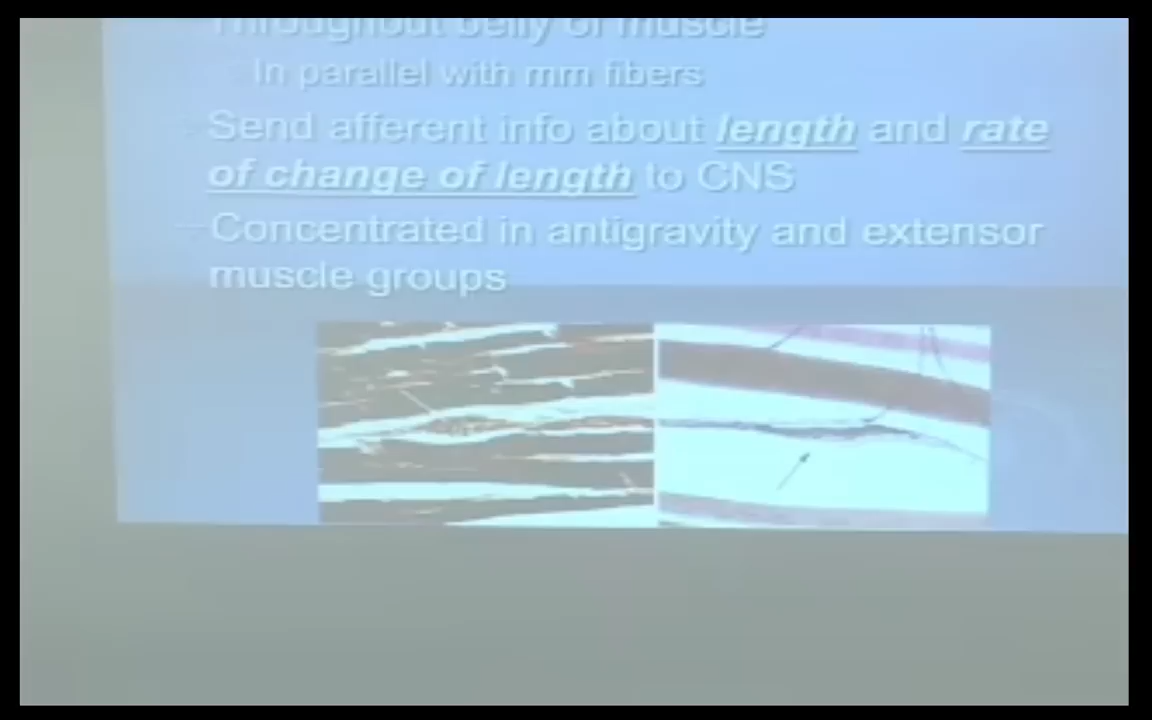 Throughout belly of muscle
In parallel with mm fibers
Send afferent info about length and rate
of change of length to CNS
Concentrated in antigravity and extensor
muscle groups